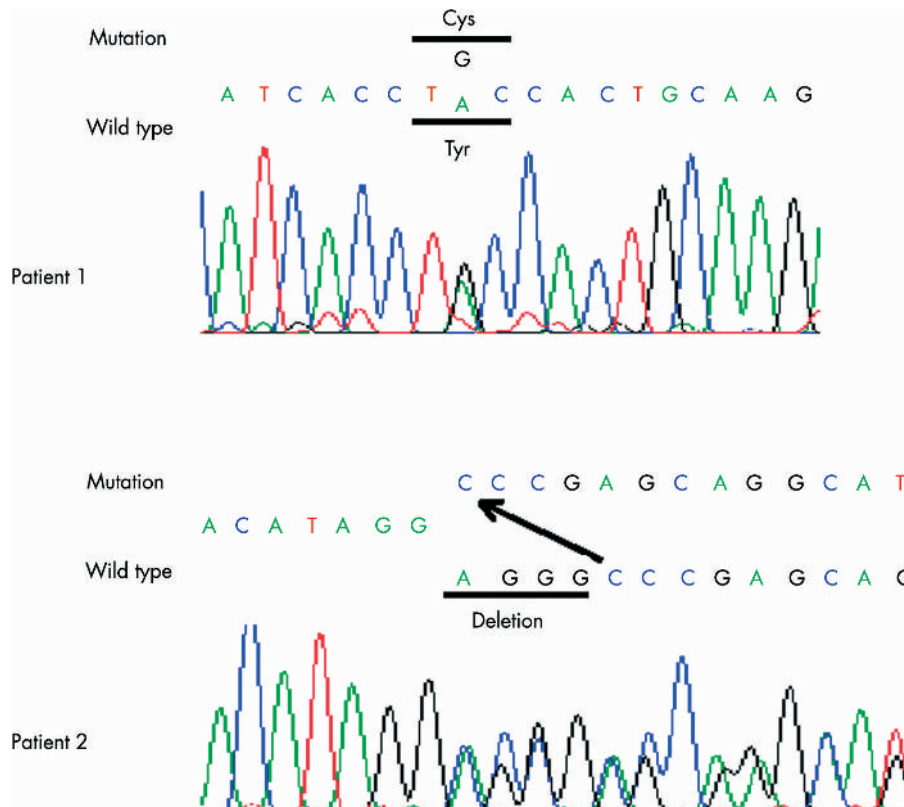 Cys
Mutation
G
A T C A C C T A C C A C T G C A A G
Wild type
Tyr
Patient 1
Mutation
C C C G A G C A G G C A T
A C A T A G G
Wild type
A G G G C C C G A G C A G
Deletion
Patient 2